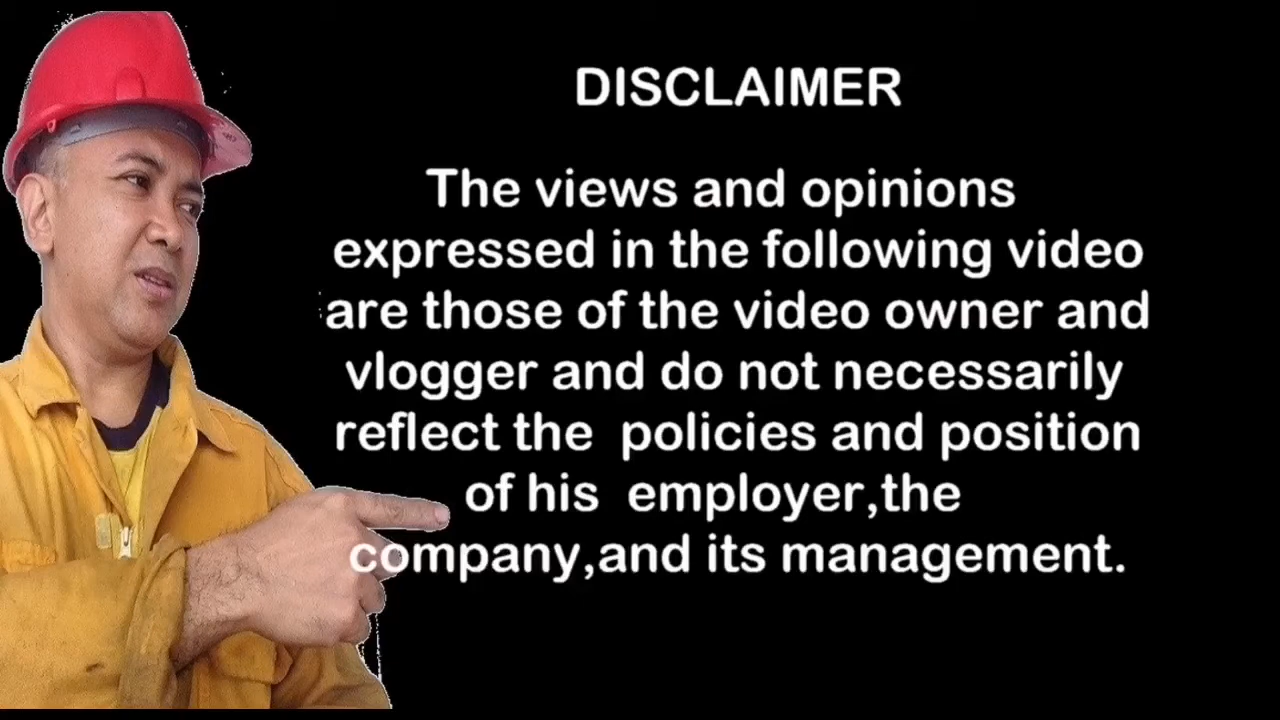 DISCLAIMER
The views and opinions
expressed in the following video
are those of the video owner and
vlogger and do not necessarily
reflect the  policies and position
of his  employer,the
company,and its management.